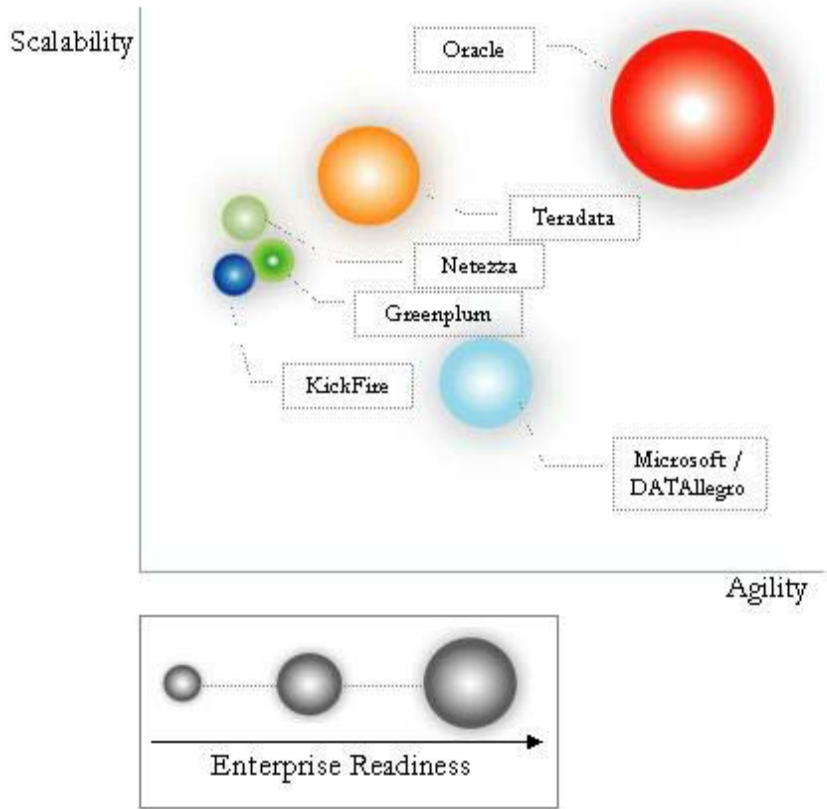 Scalability
Oracle
Teradata
Netezza
Greenplum
KickFire
Microsoft /
DATAllegro
Agility
Enterprise Readiness